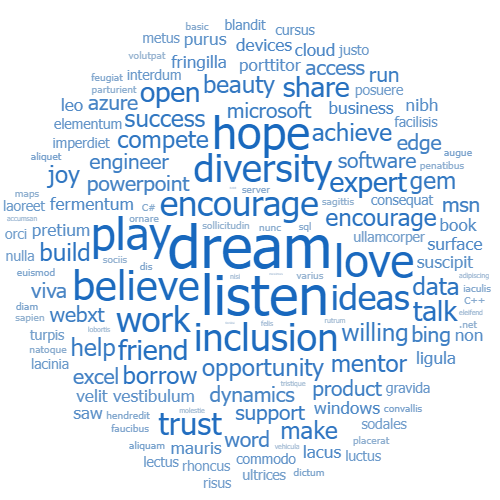 basic
blandit
cursus
metus purus devices cloud justo
volutpat fringilla porttitor access
feugiat interdum beauty share run
parturient open posuere
leo azure microsoft business nibh
elementum success hope achieve facilisis
imperdiet compete edge augue
aliquet engineer diversity software penatibus
joy powerpoint expert gem
maps C# server consequat
laoreet fermentum encourage sagittis msn
accumsan ornare encourage book
orci pretium play sollicitudin nunc sql ullamcorper surface
nulla build sociis dream love suscipit
euismod dis adipiscing
viva believe nisl varius data iaculis
diam listen ideas C++
sapien webxt work talk eleifend
lobortis felis rutrum .net
turpis inclusion willing bing non
natoque help friend ligula
lacinia opportunity mentor
excel borrow tristique product gravida
velit vestibulum dynamics windows convallis
saw hendredit molestie support sodales
faucibus trust word make placerat
aliquam mauris vehicula lacus luctus
lectus rhoncus commodo
risus ultrices dictum